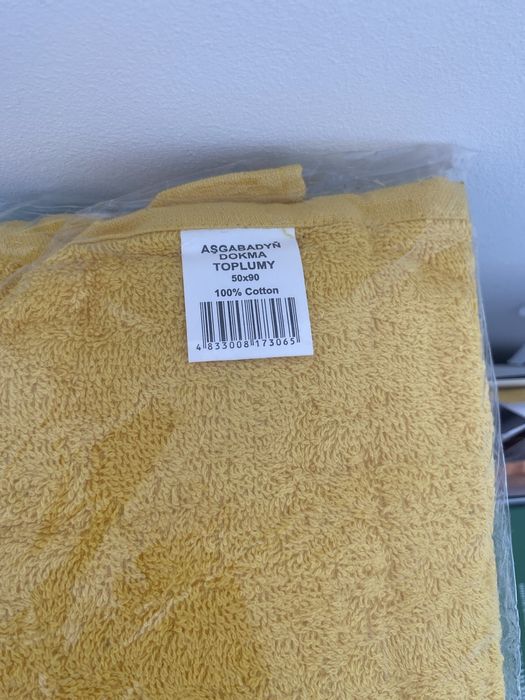 AŞGABADYŇ
DOKMA
TOPLUMY
50x90
100% Cotton
4 833008 173065